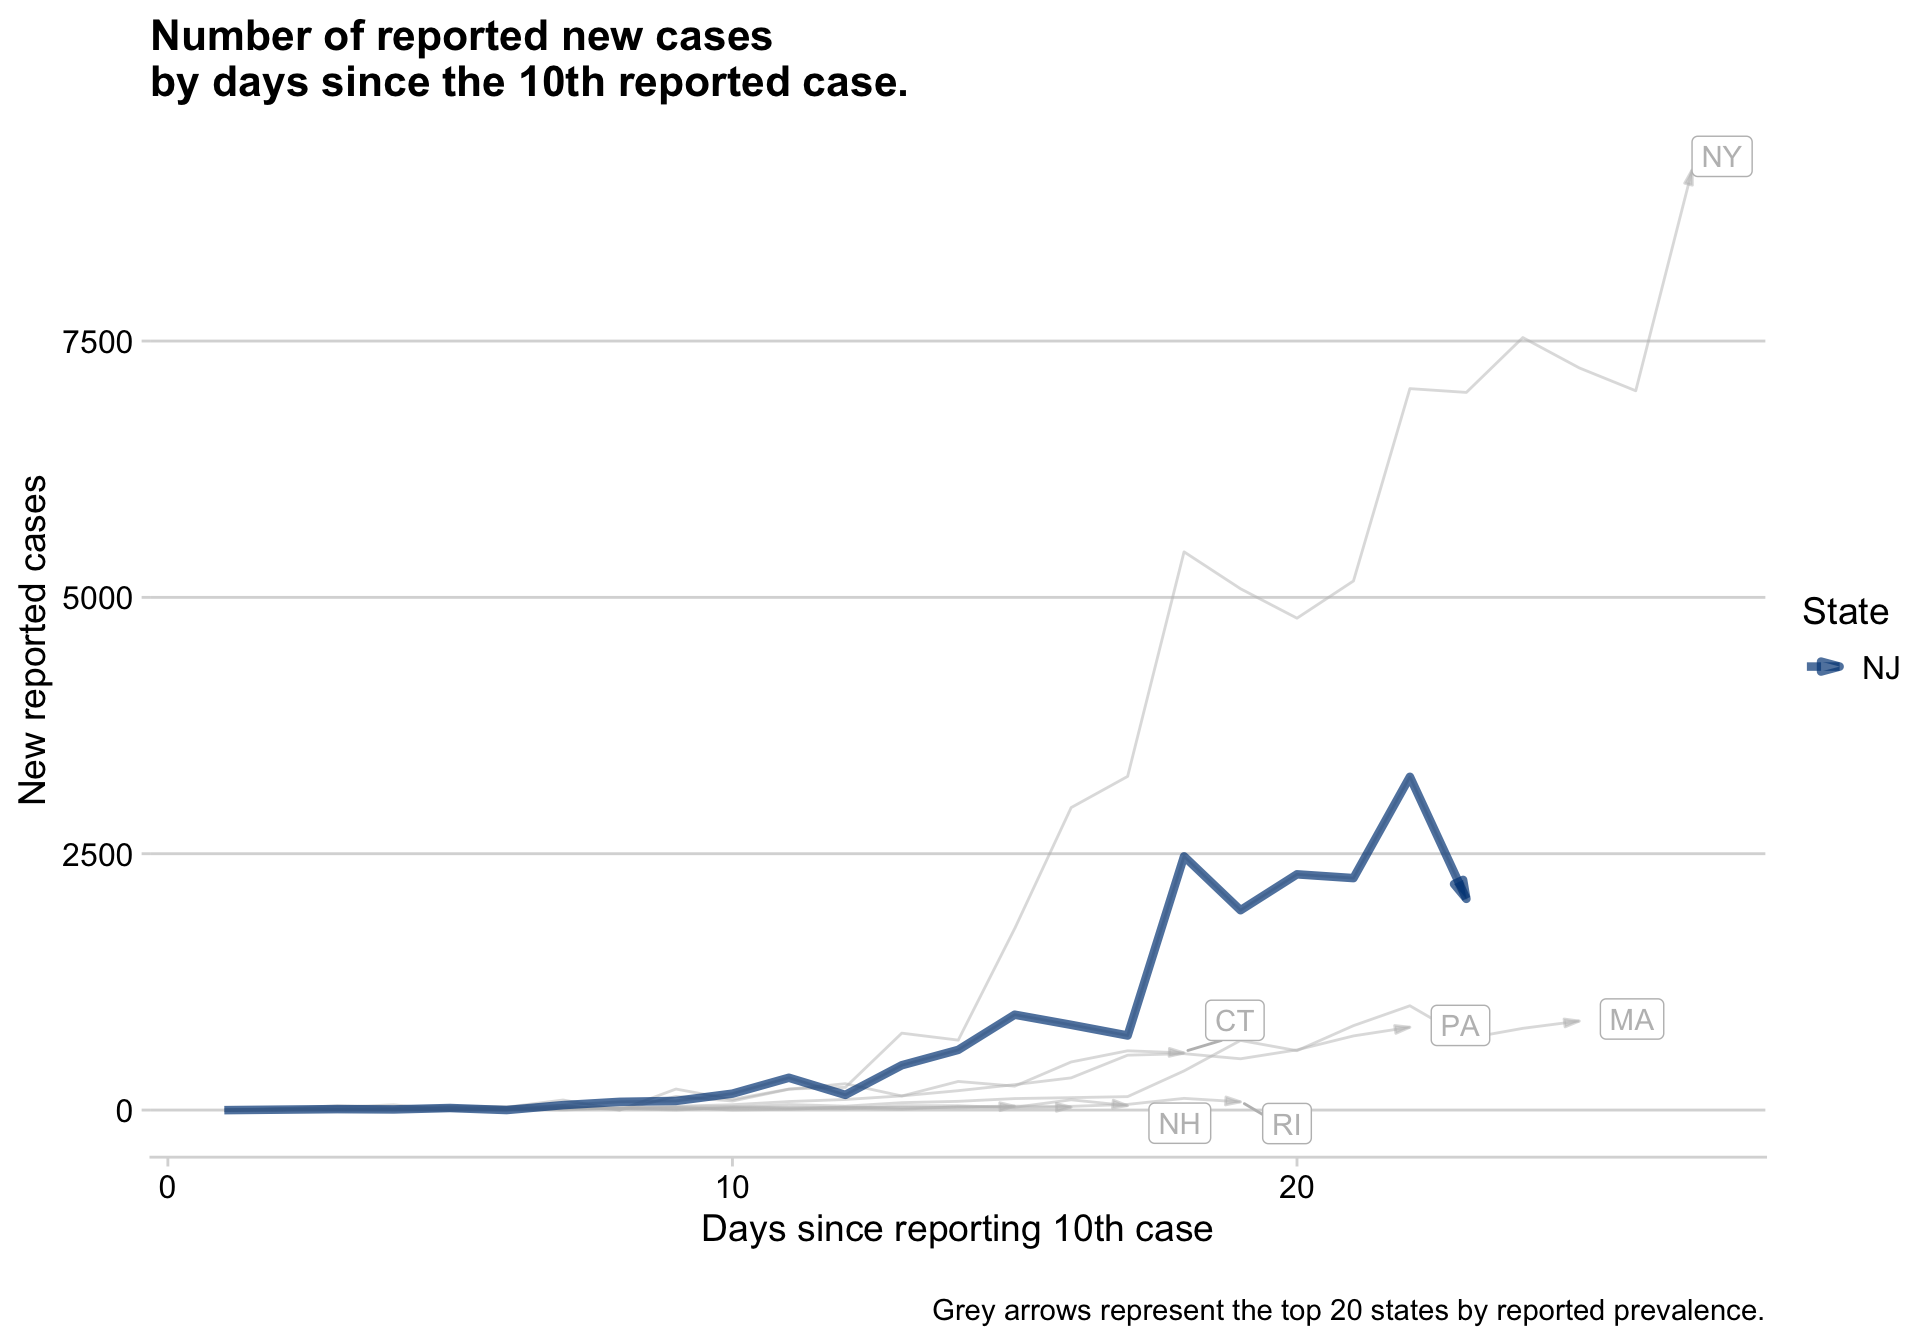 Number of reported new cases
by days since the 10th reported case.
NY
7500
5000
2500
0
New reported cases
State
NJ
CT
PA
MA
NH
RI
0
10
20
Days since reporting 10th case
Grey arrows represent the top 20 states by reported prevalence.